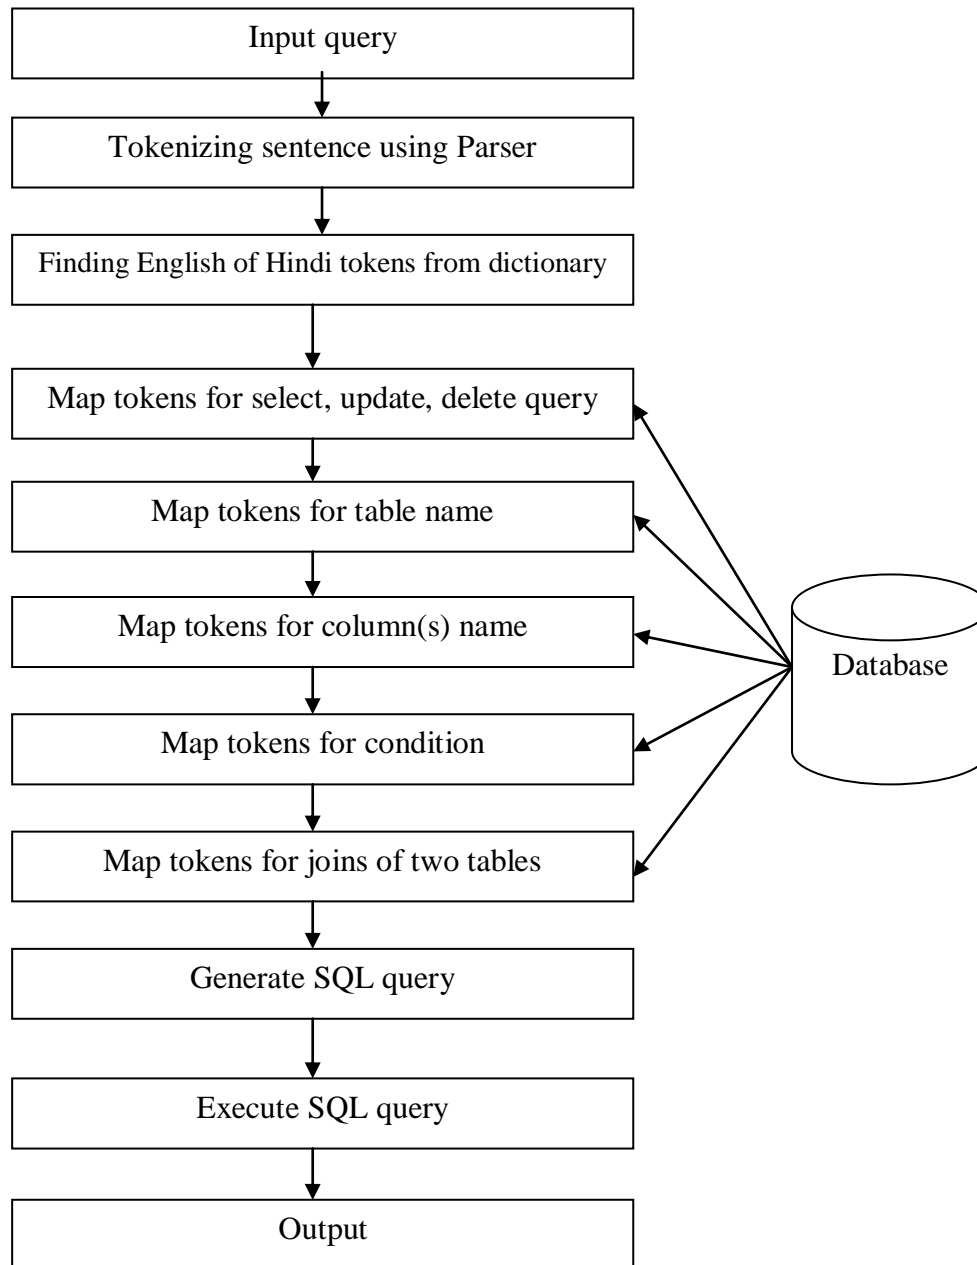 Input query
Tokenizing sentence using Parser
Finding English of Hindi tokens from dictionary
Map tokens for select, update, delete query
Map tokens for table name
Map tokens for column(s) name
Database
Map tokens for condition
Map tokens for joins of two tables
Generate SQL query
Execute SQL query
Output